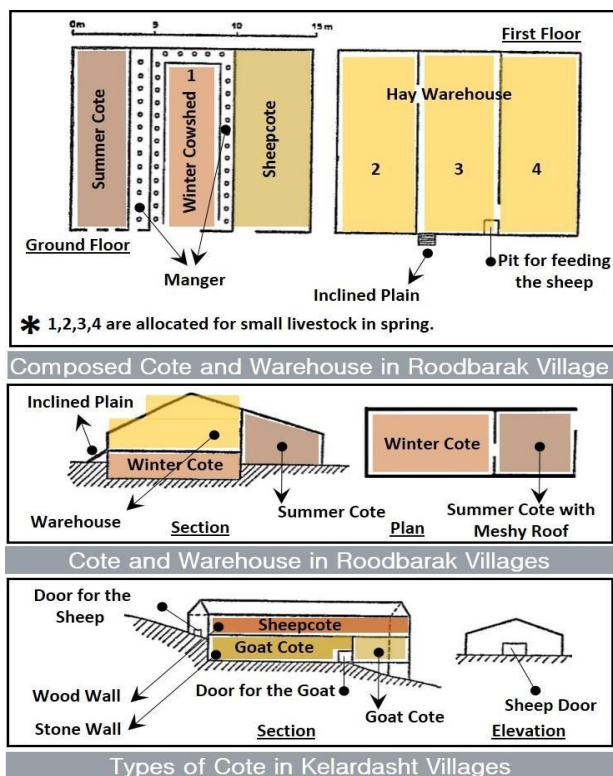 0m 5 10 15 m
First Floor
Summer Cote
1
Winter Cowshed
Sheepcote
Hay Warehouse
2 3 4
Ground Floor
Manger
Inclined Plain
Pit for feeding
the sheep
* 1,2,3,4 are allocated for small livestock in spring.
Composed Cote and Warehouse in Roodbarak Village
Inclined Plain
Winter Cote
Warehouse
Section
Summer Cote
Winter Cote
Plan
Summer Cote with
Meshy Roof
Cote and Warehouse in Roodbarak Villages
Door for the
Sheep
Sheepcote
Goat Cote
Wood Wall
Stone Wall
Door for the Goat
Goat Cote
Section
Sheep Door
Elevation
Types of Cote in Kelardasht Villages